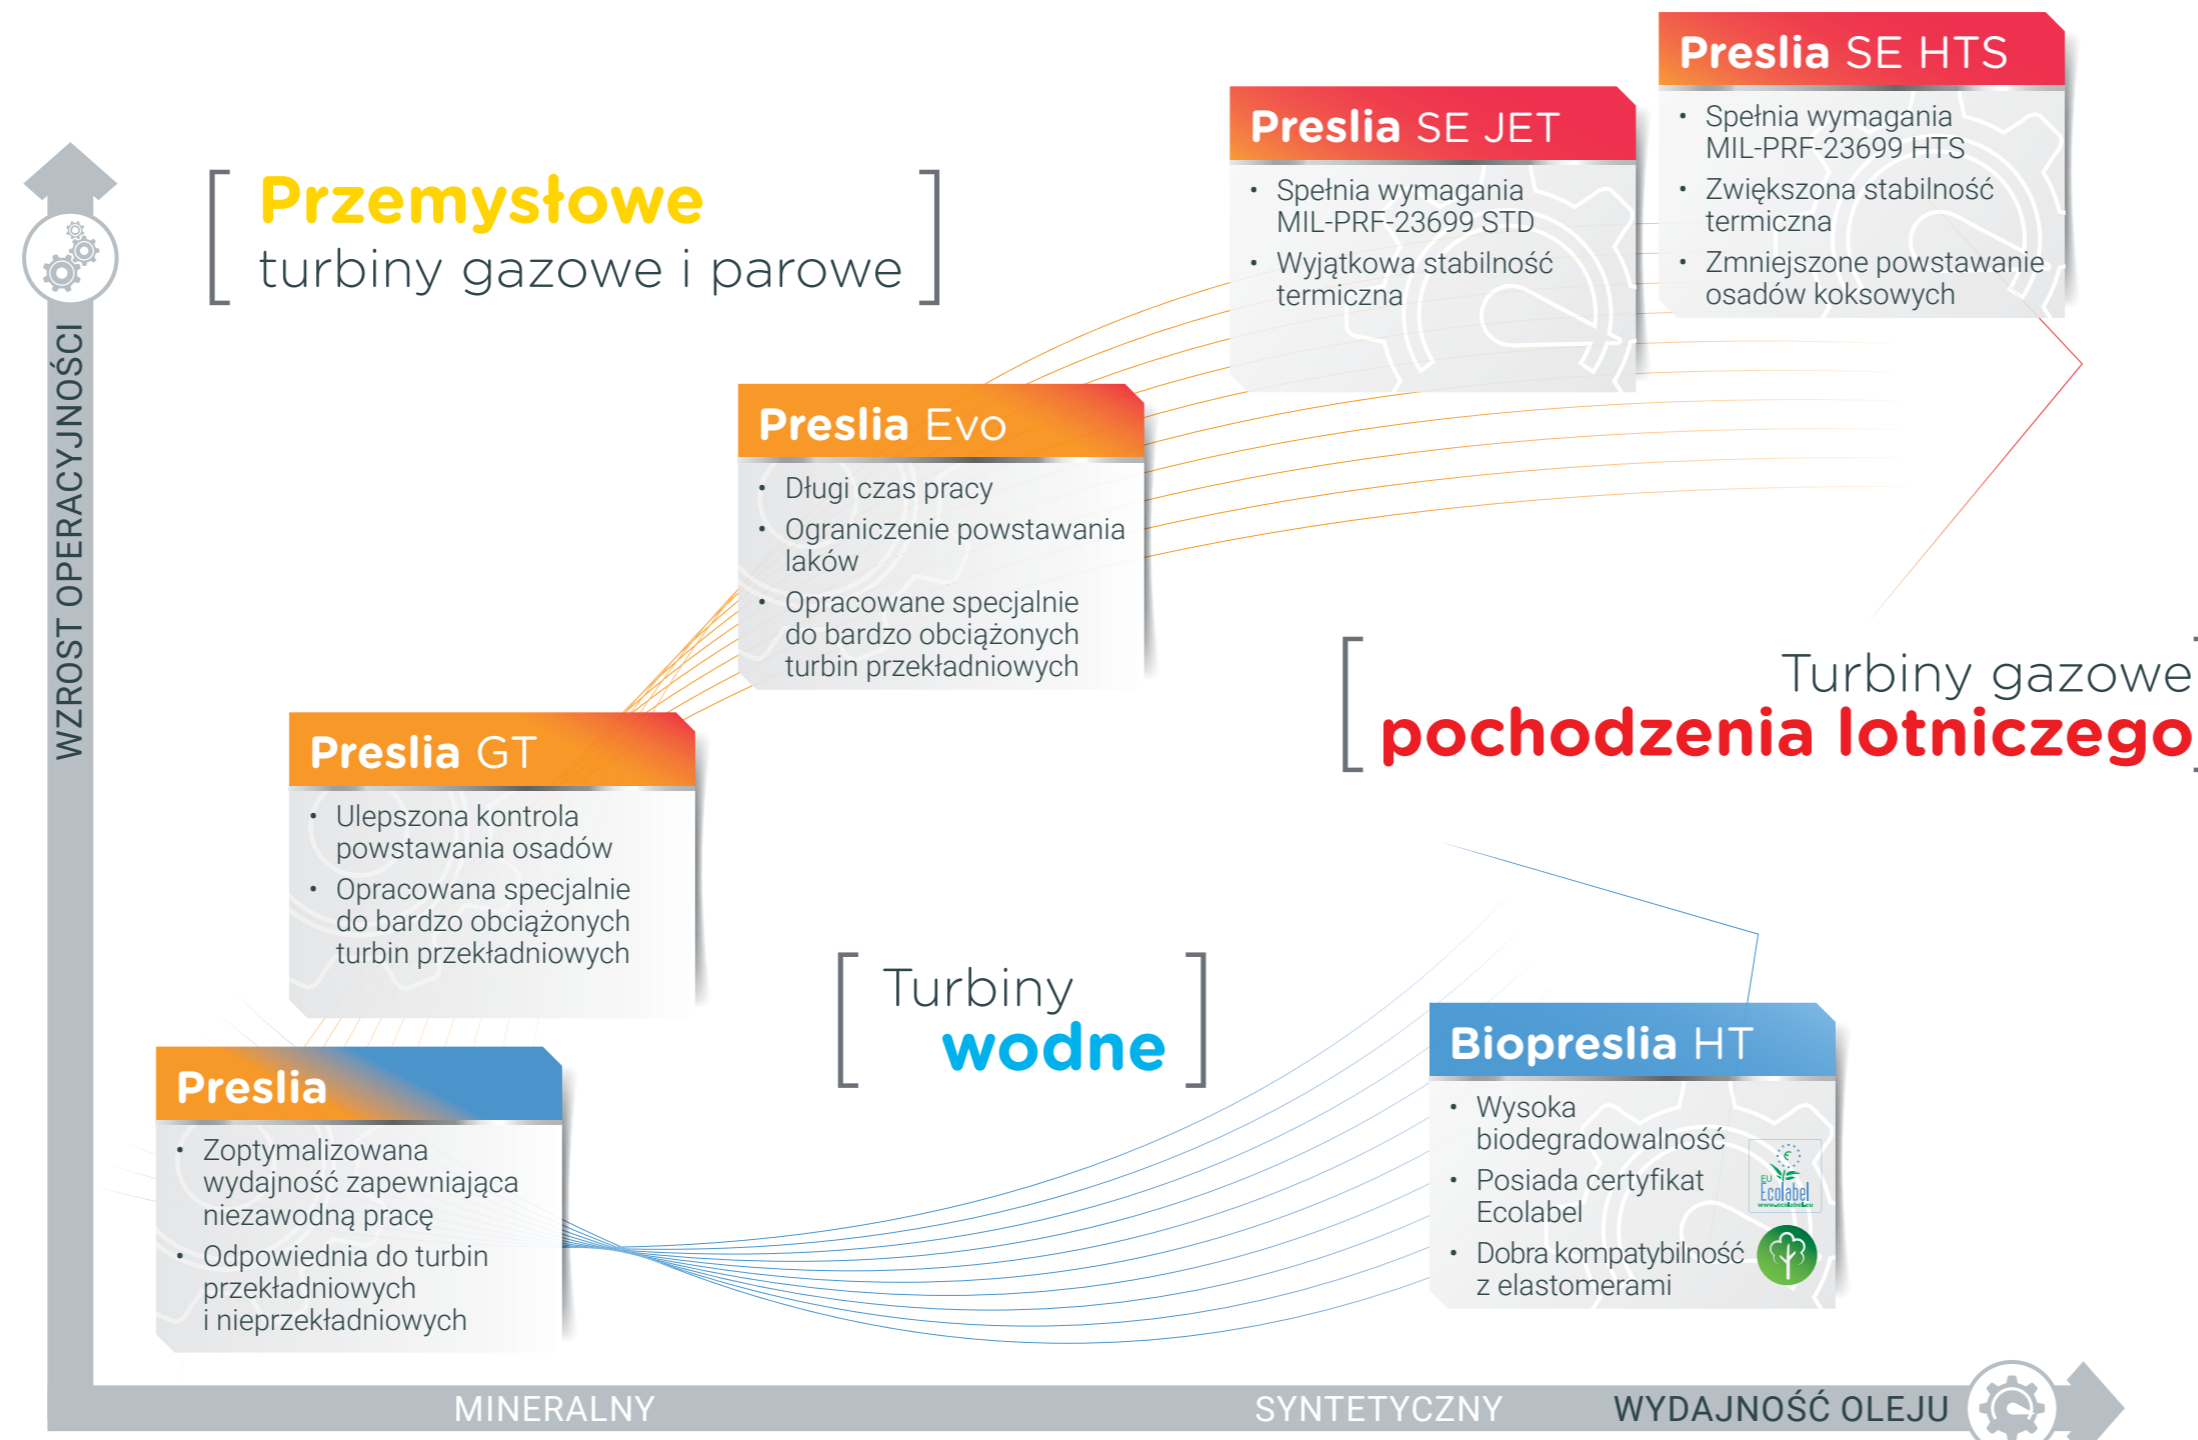 Preslia SE HTS
• Spełnia wymagania
MIL-PRF-23699 HTS
• Zwiększona stabilność
termiczna
• Zmniejszone powstawanie
osadów koksowych
Preslia SE JET
• Spełnia wymagania
MIL-PRF-23699 STD
• Wyjątkowa stabilność
termiczna
Przemysłowe
turbiny gazowe i parowe
WZROST OPERACYJNOŚCI
Preslia Evo
• Długi czas pracy
• Ograniczenie powstawania
laków
• Opracowane specjalnie
do bardzo obciążonych
turbin przekładniowych
Turbiny gazowe
pochodzenia lotniczego
Preslia GT
• Ulepszona kontrola
powstawania osadów
• Opracowana specjalnie
do bardzo obciążonych
turbin przekładniowych
Turbiny
wodne
Preslia
• Zoptymalizowana
wydajność zapewniająca
niezawodną pracę
• Odpowiednia do turbin
przekładniowych
i nieprzekładniowych
Biopreslia HT
• Wysoka
biodegradowalność
• Posiada certyfikat
Ecolabel
• Dobra kompatybilność
z elastomerami
EU
Ecolabel
www.ecolabel.eu
MINERALNY
SYNTETYCZNY
WYDAJNOŚĆ OLEJU